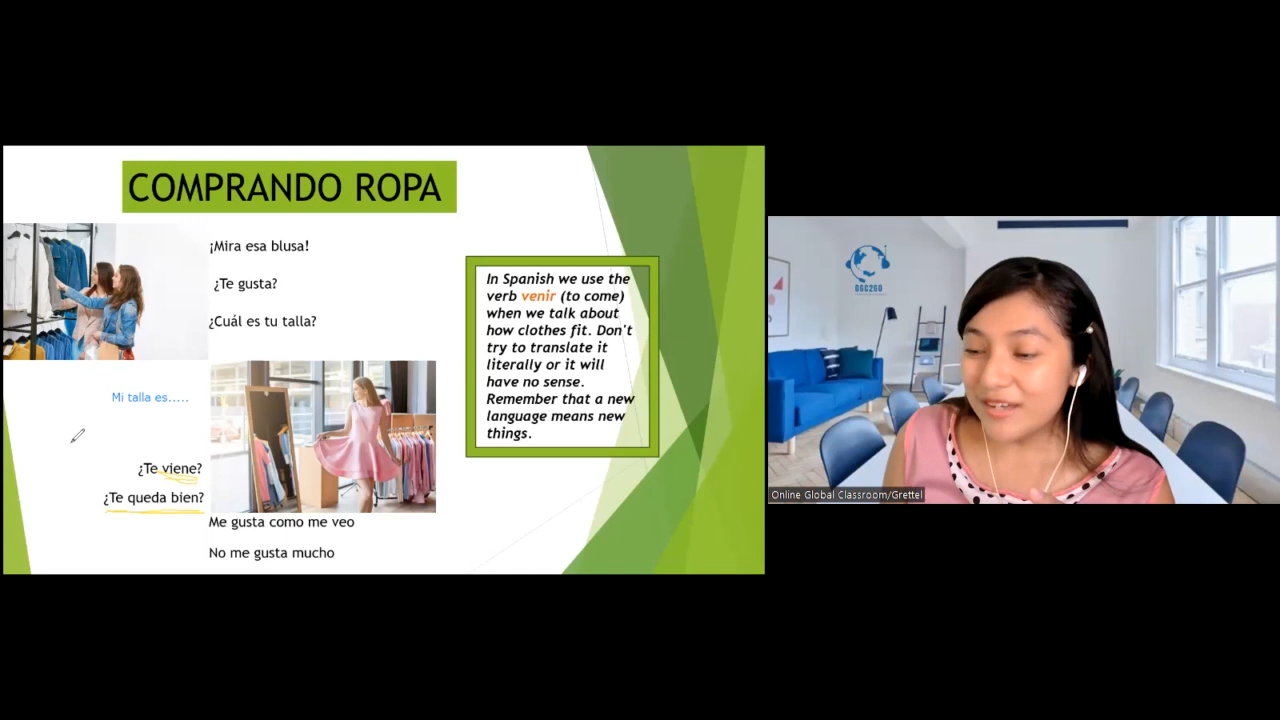 COMPRANDO ROPA
¡Mira esa blusa!
¿Te gusta?
¿Cuál es tu talla?
Mi talla es.....
¿Te viene?
¿Te queda bien?
Me gusta como me veo
No me gusta mucho
In Spanish we use the
verb venir (to come)
when we talk about
how clothes fit. Don't
try to translate it
literally or it will
have no sense.
Remember that a new
language means new
things.
OGC2GO
Online Global Classroom/Grettel